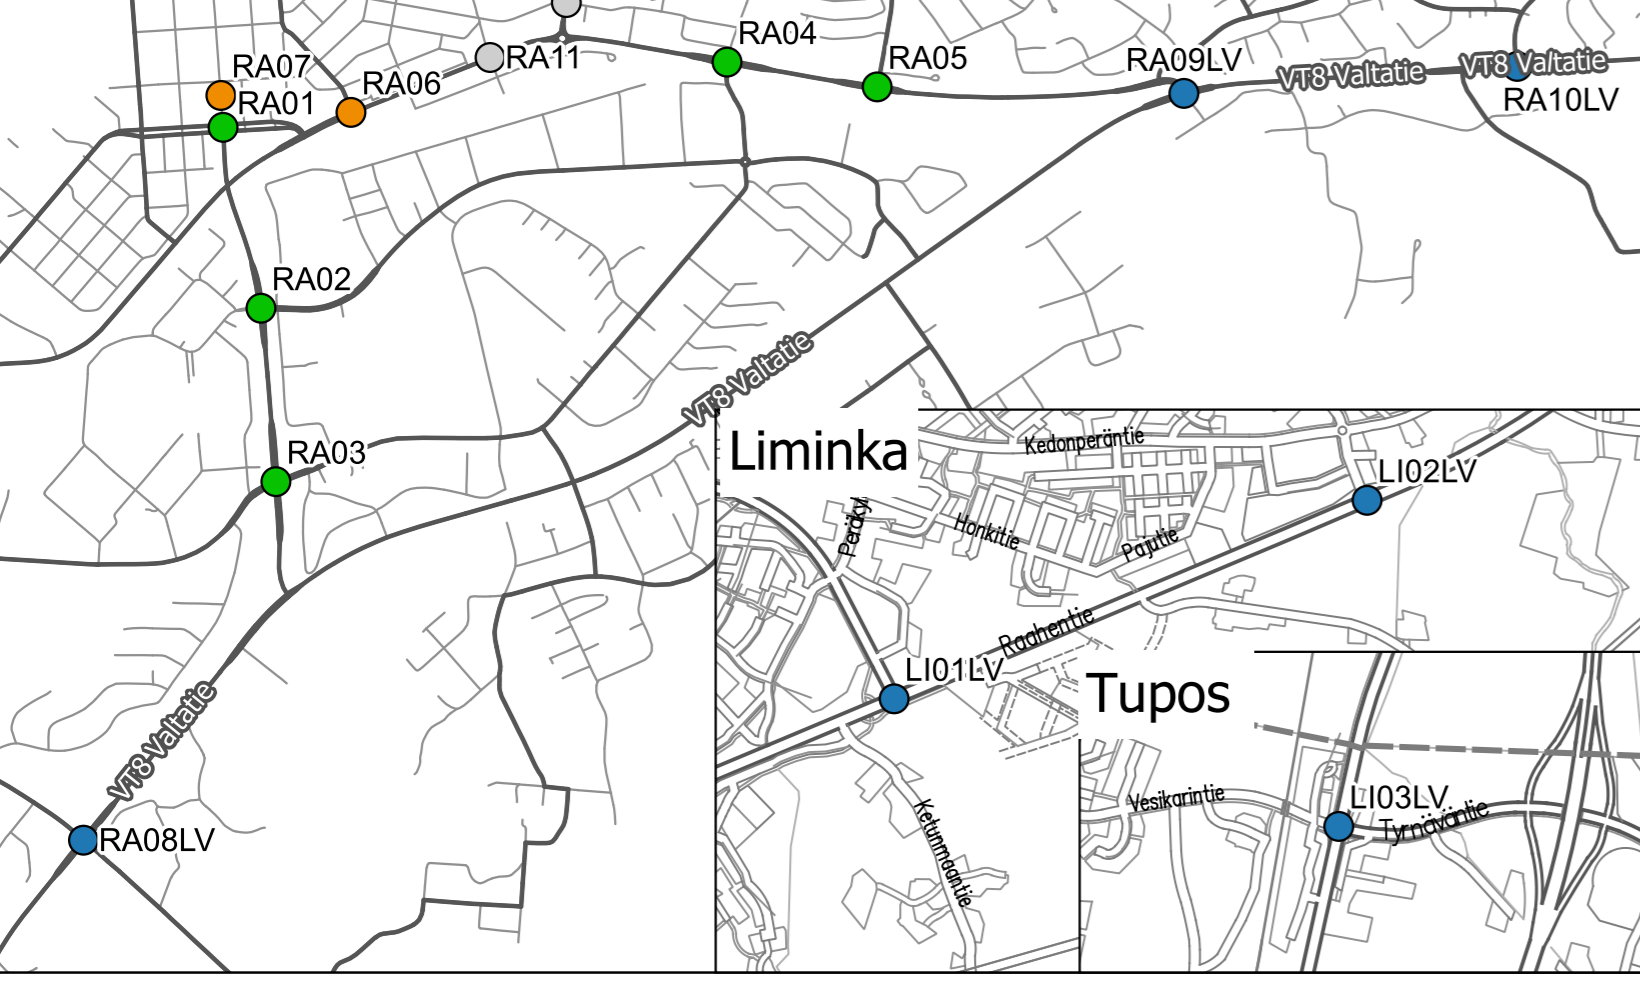 RA04
RA07
RA11
RA05
RA09LV
VT8 Valtatie
VT8 Valtatie
RA06
RA01
RA10LV
RA02
VT8 Valtatie
RA03
Liminka
Kedonperäntie
LI02LV
Honkitie
Pajutie
Raahentie
LI01LV
Tupos
VT8 Valtatie
Vesikarintie
LI03LV
Tyrnäväntie
RA08LV
Ketunmaantie